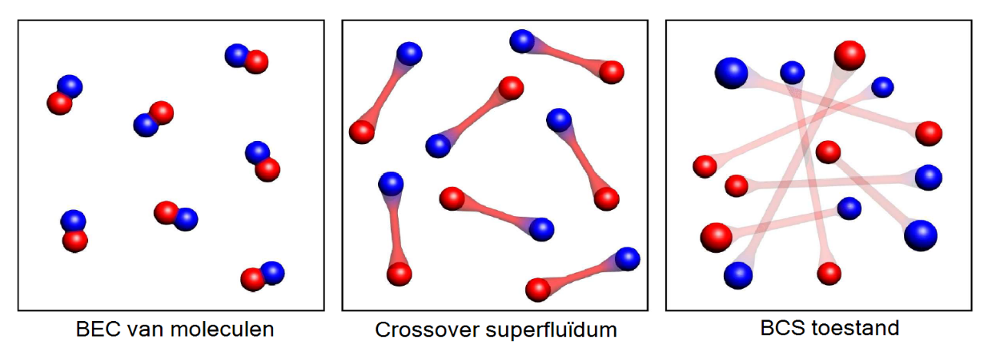 BEC van moleculen
Crossover superfluïdum
BCS toestand